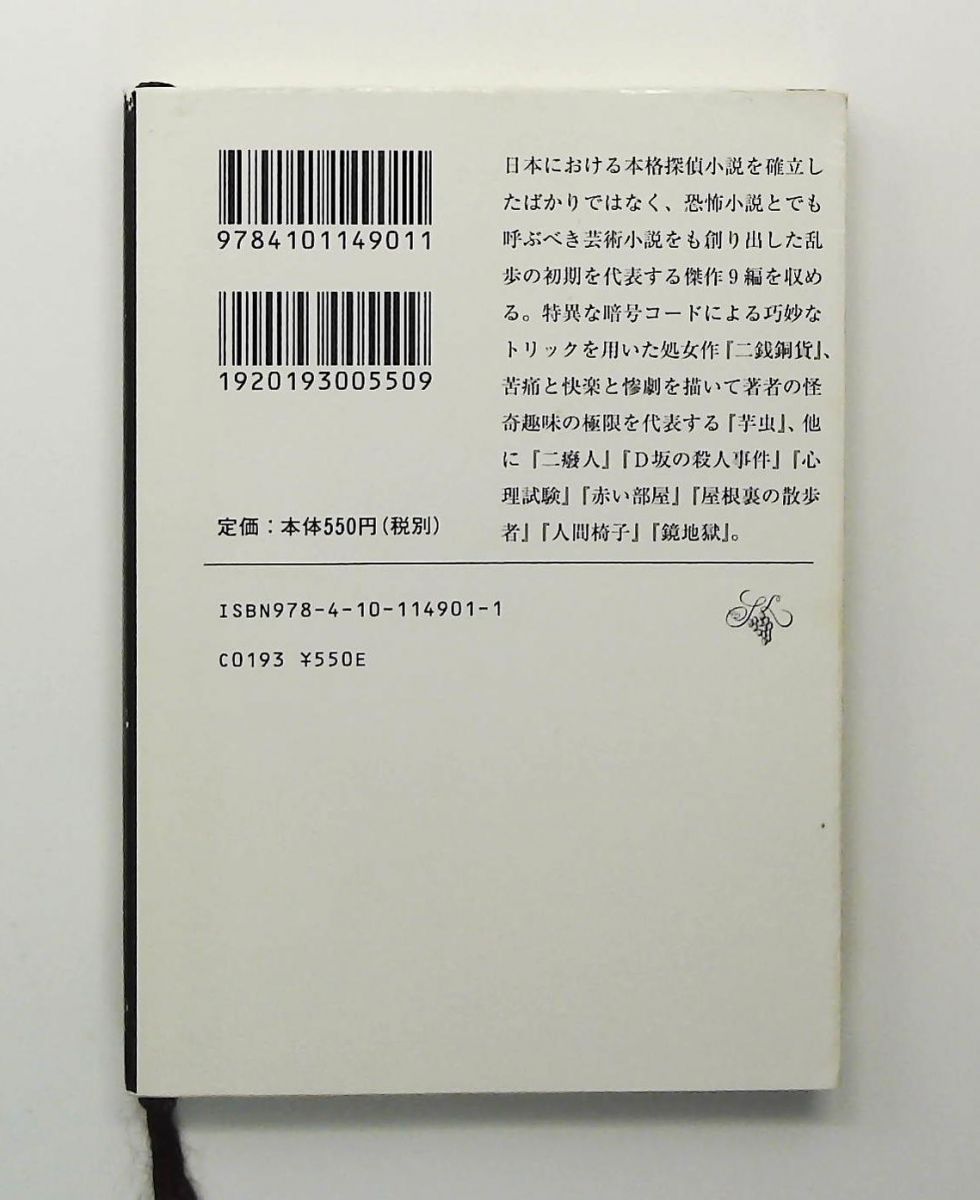 9784101149011
1920193005509
定価：本体550円(税別)
日本における本格探偵小説を確立し
たばかりではなく、恐怖小説とでも
呼ぶべき芸術小説をも創り出した乱
歩の初期を代表する傑作9編を収め
る。特異な暗号コードによる巧妙な
トリックを用いた処女作『二銭銅貨』、
苦痛と快楽と惨劇を描いて著者の怪
奇趣味の極限を代表する『芋虫』、他
に『二癈人』『D坂の殺人事件』『心
理試験』『赤い部屋』『屋根裏の散歩
者』『人間椅子』『鏡地獄』。
ISBN978-4-10-114901-1
C0193 ¥550E